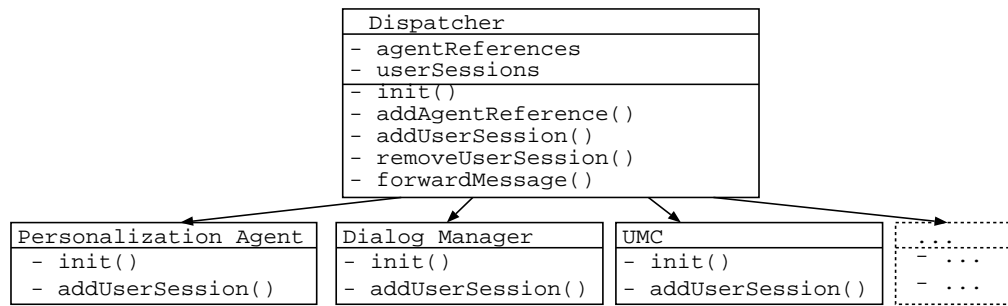 Dispatcher
- agentReferences
- userSessions
- init()
- addAgentReference()
- addUserSession()
- removeUserSession()
- forwardMessage()
Personalization Agent
- init()
- addUserSession()
Dialog Manager
- init()
- addUserSession()
UMC
- init()
- addUserSession()
...
- ...
- ...